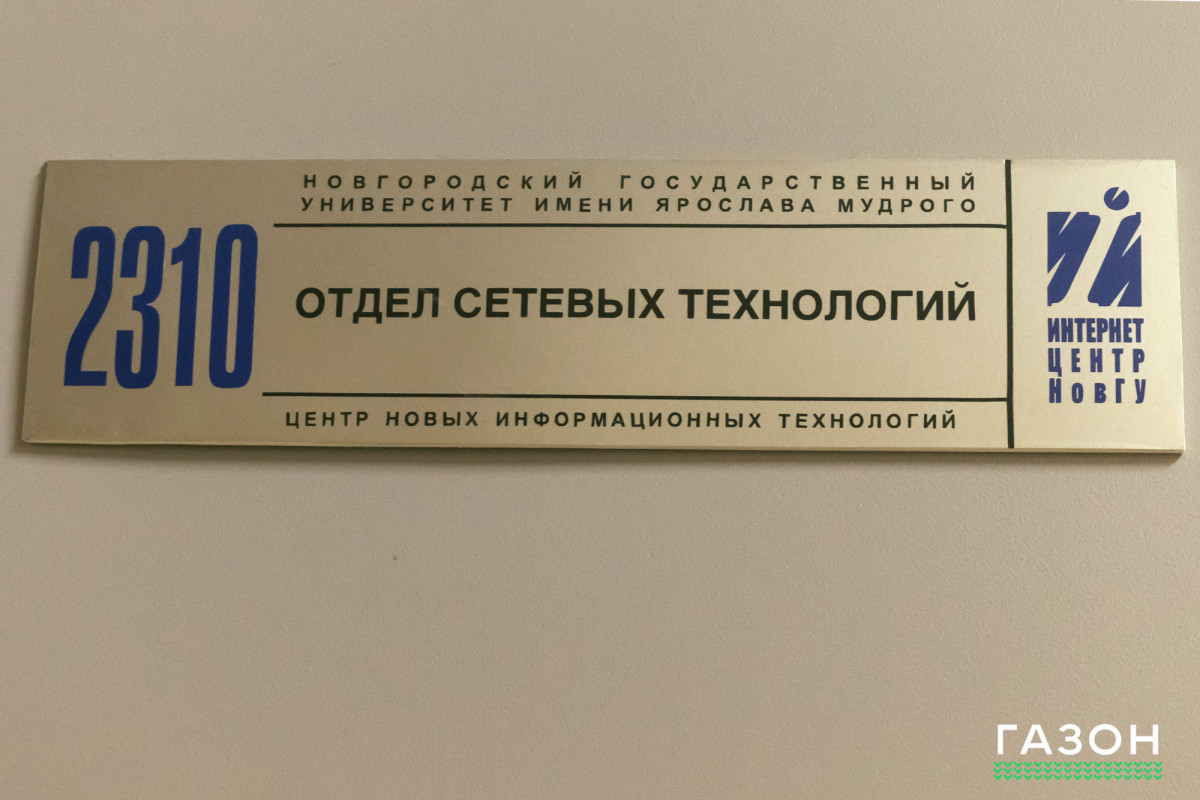 НОВГОРОДСКИЙ ГОСУДАРСТВЕННЫЙ
УНИВЕРСИТЕТ ИМЕНИ ЯРОСЛАВА МУДРОГО
2310
ОТДЕЛ СЕТЕВЫХ ТЕХНОЛОГИЙ
ЦЕНТР НОВЫХ ИНФОРМАЦИОННЫХ ТЕХНОЛОГИЙ
ИНТЕРНЕТ
ЦЕНТР
НовГУ
ГАЗОН